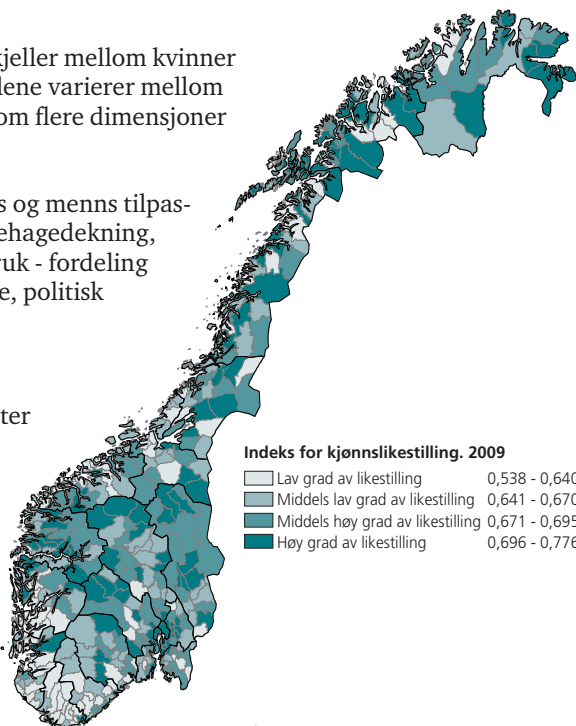 kjeller mellom kvinner
lene varierer mellom
om flere dimensjoner
s og menns tilpas-
ehagedekning,
ruk - fordeling
e, politisk
ter
Indeks for kjønnslikestilling. 2009
Lav grad av likestilling 0,538 - 0,640
Middels lav grad av likestilling 0,641 - 0,670
Middels høy grad av likestilling 0,671 - 0,695
Høy grad av likestilling 0,696 - 0,776